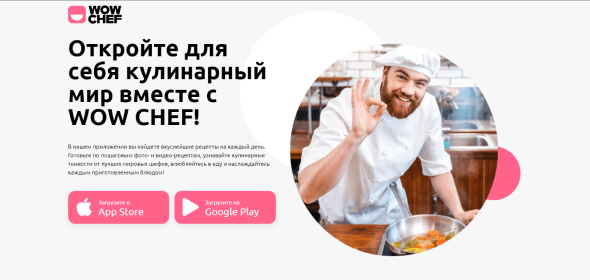 WOW
CHEF
Откройте для
себя кулинарный
мир вместе с
WOW CHEF!
В нашем приложении вы найдете вкуснейшие рецепты на каждый день.
Готовьте по пошаговым фото- и видео-рецептам, узнавайте кулинарные
тонкости от лучших мировых шефов, влюбляйтесь в еду и наслаждайтесь
каждым приготовленным блюдом!
Загрузите в
App Store
Загрузите на
Google Play